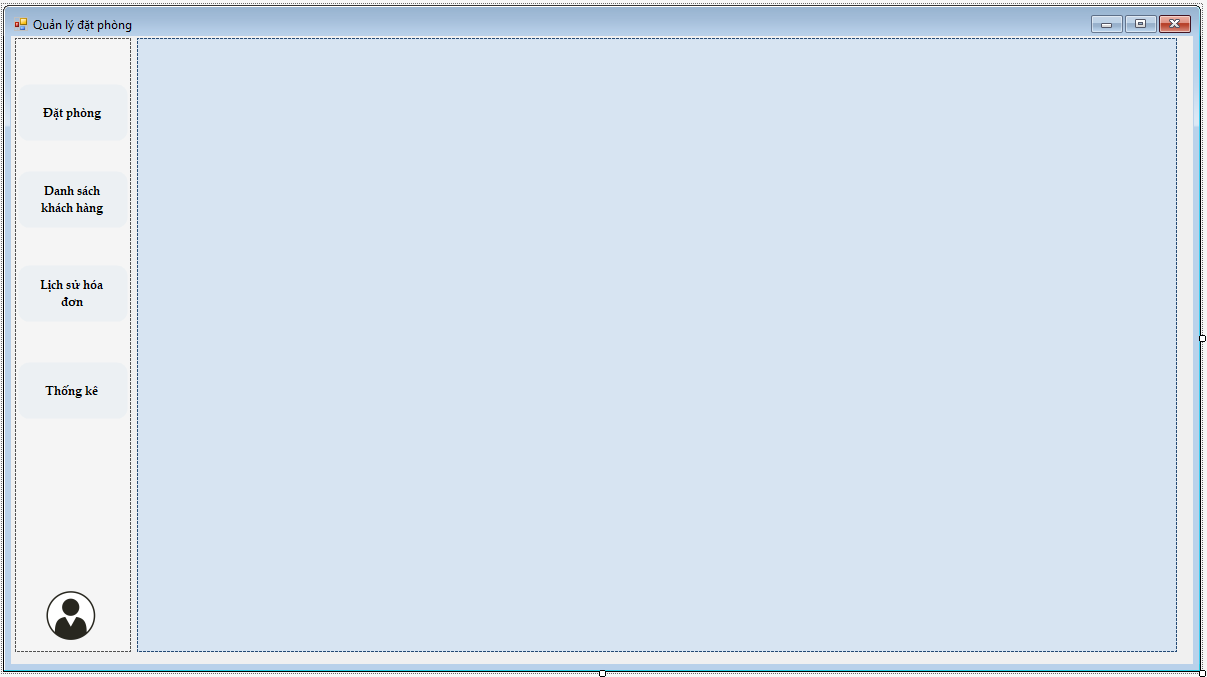 Quản lý đặt phòng
Đặt phòng
Danh sách
khách hàng
Lịch sử hóa
đơn
Thống kê